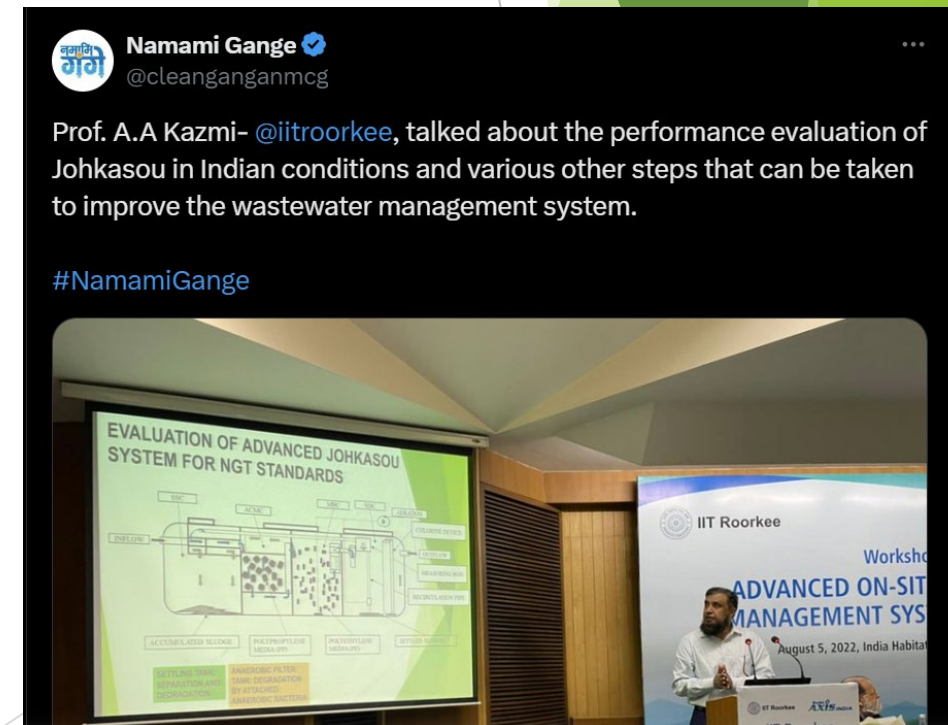 नमामि
गंगे
Namami Gange
@cleanganganmcg
Prof. A.A Kazmi- @iitroorkee, talked about the performance evaluation of
Johkasou in Indian conditions and various other steps that can be taken
to improve the wastewater management system.
#NamamiGange
EVALUATION OF ADVANCED JOHKASOU
SYSTEM FOR NGT STANDARDS
ACMC
INFLOW
OUTFLOW
RECIRCULATION PIPE
ACCUMULATED SLUDGE
POLYPROPYLENE
MEDIA (PP)
POLYETHYLENE
MEDIA (PE)
SETTLING TANK:
SEPARATION AND
DEGRADATION
ANAEROBIC FILTER
TANK: DEGRADATION
BY ATTACHED
ANAEROBIC BACTERIA
IIT Roorkee
Worksho
ADVANCED ON-SIT
MANAGEMENT SYS
August 5, 2022, India Habitat
IIT Roorkee
AXIS INDIA